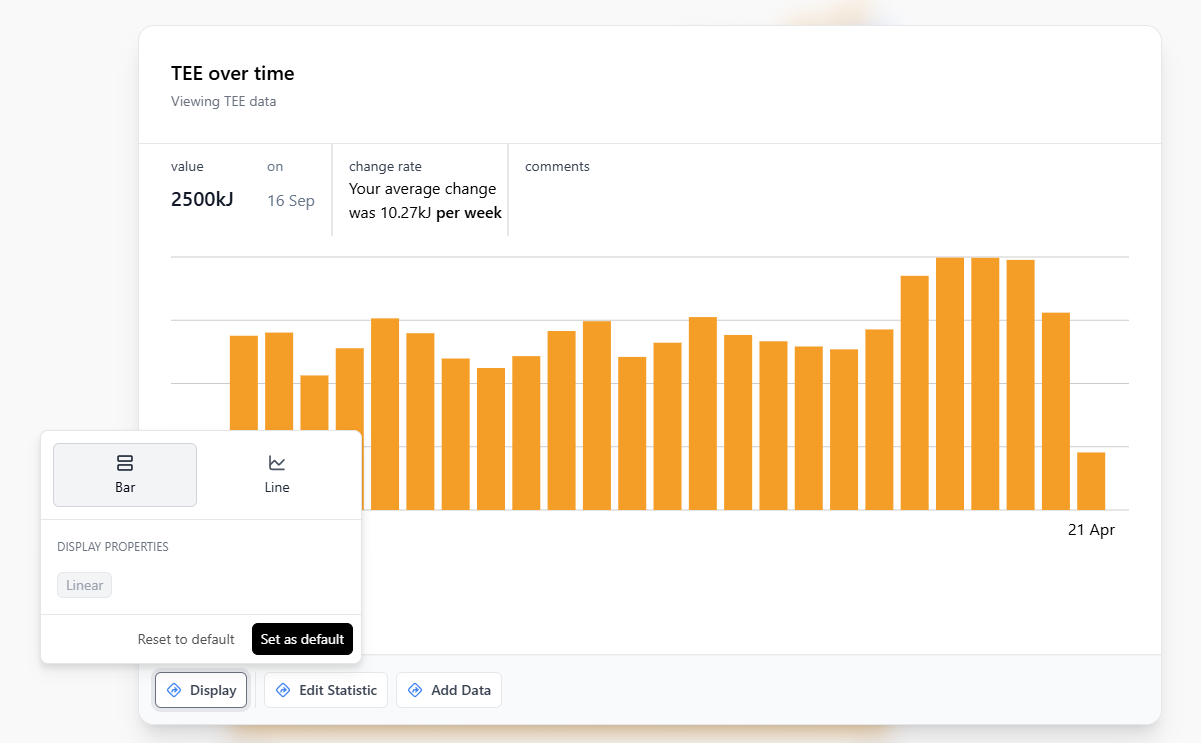 TEE over time
Viewing TEE data
value
on
change rate
comments
2500kJ
16 Sep
Your average change
was 10.27kJ per week
21 Apr
Bar
Line
DISPLAY PROPERTIES
Linear
Reset to default
Set as default
Display
Edit Statistic
Add Data